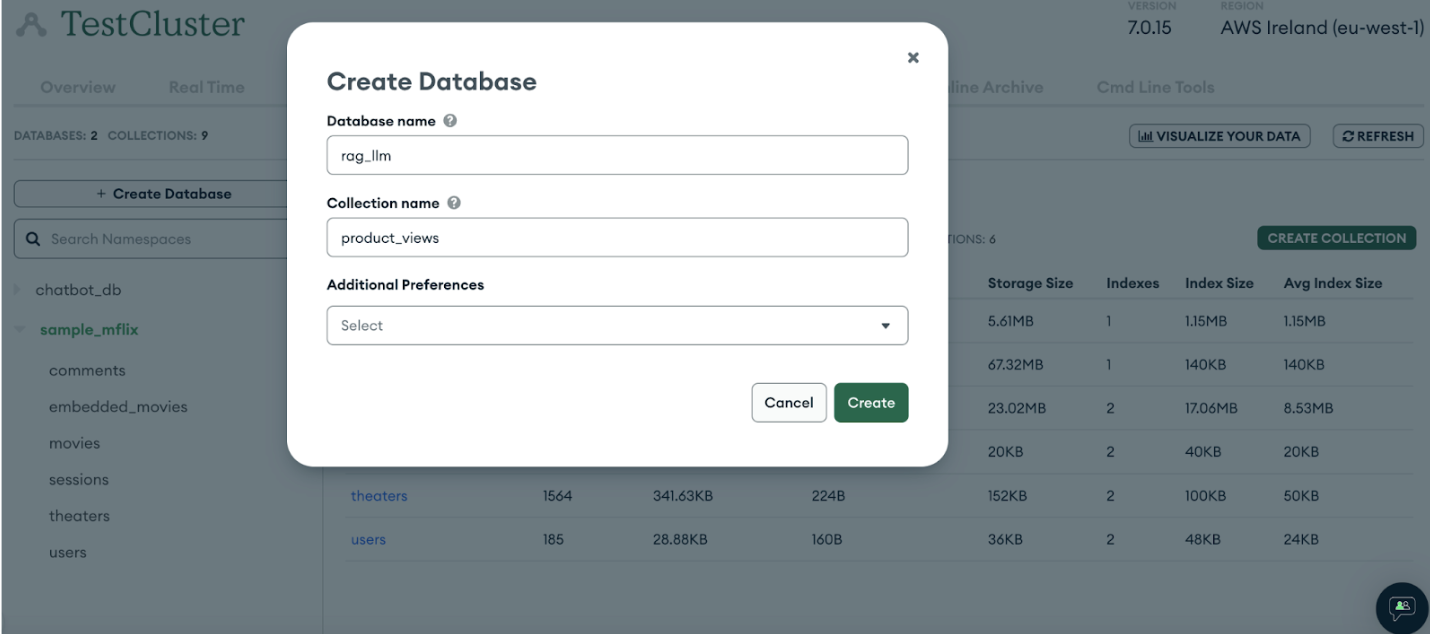 TestCluster
VERSION REGION
7.0.15 AWS Ireland (eu-west-1)
Overview Real Time Archive Cmd Line Tools
DATABASES: 2 COLLECTIONS: 9
VISUALIZE YOUR DATA REFRESH
+ Create Database
Search Namespaces
chatbot_db
sample_mflix
comments
embedded_movies
movies
sessions
theaters
users
Create Database
Database name
rag_llm
Collection name
product_views
Additional Preferences
Select
Cancel Create
6
CREATE COLLECTION
Storage Size Indexes Index Size Avg Index Size
5.61MB 1 1.15MB 1.15MB
67.32MB 1 140KB 140KB
23.02MB 2 17.06MB 8.53MB
20KB 2 40KB 20KB
theaters 1564 341.63KB 224B 152KB 2 100KB 50KB
users 185 28.88KB 160B 36KB 2 48KB 24KB